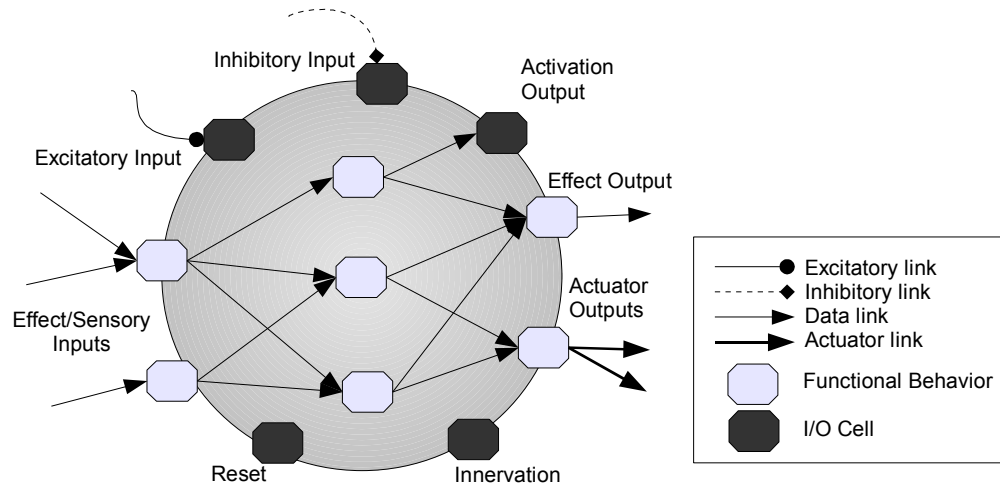 Inhibitory Input
Activation
Output
Excitatory Input
Effect Output
Effect/Sensory
Inputs
Actuator
Outputs
Reset
Innervation
Excitatory link
Inhibitory link
Data link
Actuator link
Functional Behavior
I/O Cell